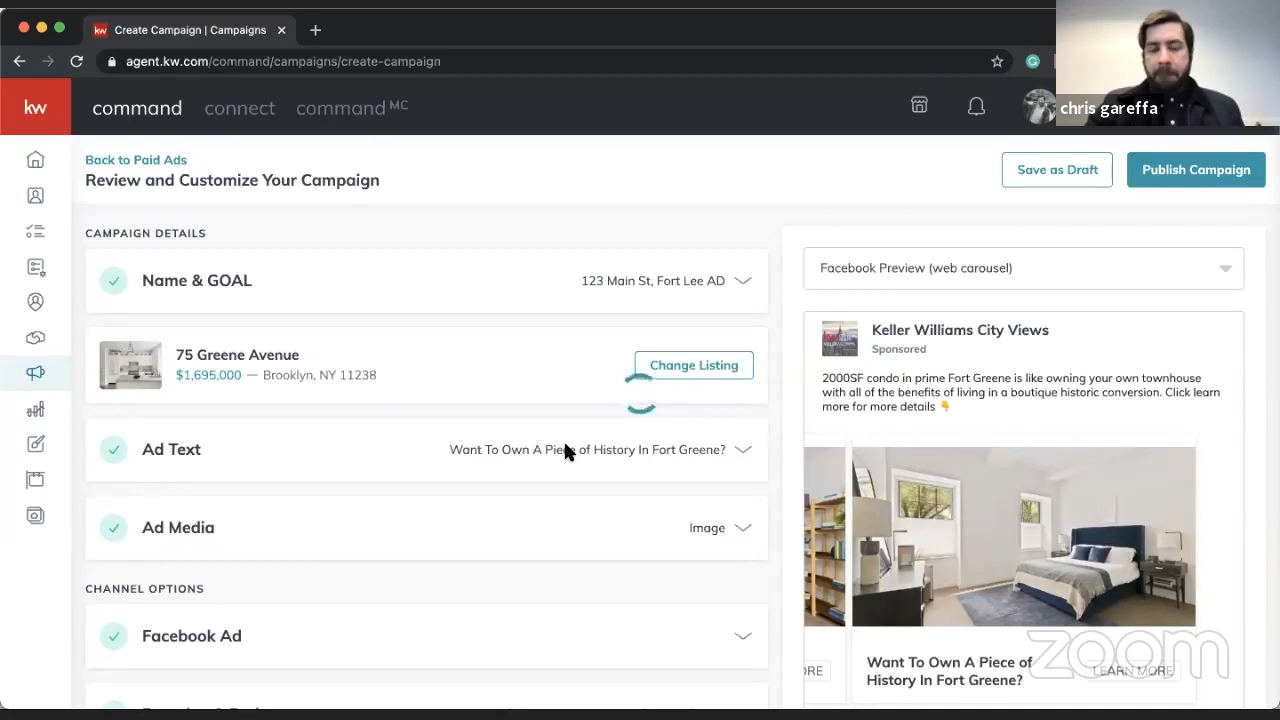 kw Create Campaign | Campaigns
agent.kw.com/command/campaigns/create-campaign
chris gareffa
kw command connect command MC
Back to Paid Ads
Review and Customize Your Campaign
Save as Draft
Publish Campaign
CAMPAIGN DETAILS
Name & GOAL
123 Main St, Fort Lee AD
75 Greene Avenue
$1,695,000 — Brooklyn, NY 11238
Change Listing
Ad Text
Want To Own A Piece of History In Fort Greene?
Ad Media
Image
CHANNEL OPTIONS
Facebook Ad
Facebook Preview (web carousel)
Keller Williams City Views
Sponsored
2000SF condo in prime Fort Greene is like owning your own townhouse
with all of the benefits of living in a boutique historic conversion. Click learn
more for more details 👇
ORE
Want To Own A Piece of
History In Fort Greene?
LEARN MORE
zoom